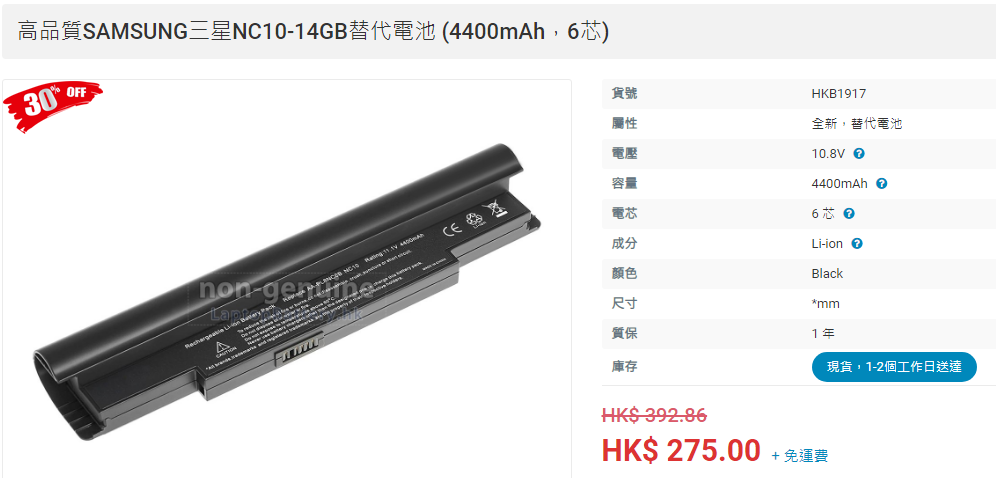 高品質SAMSUNG三星NC10-14GB替代電池 (4400mAh，6芯)
30% OFF
貨號 HKB1917
屬性 全新，替代電池
電壓 10.8V ?
容量 4400mAh ?
電芯 6 芯 ?
成分 Li-ion ?
顏色 Black
尺寸 *mm
質保 1 年
庫存 現貨，1-2個工作日送達
HK$ 392.86
HK$ 275.00 + 免運費
non-genuine
Rechargeable Li-ion Battery Pack
NC10 Rating:11.1V 4400mAh
CE
CAUTION